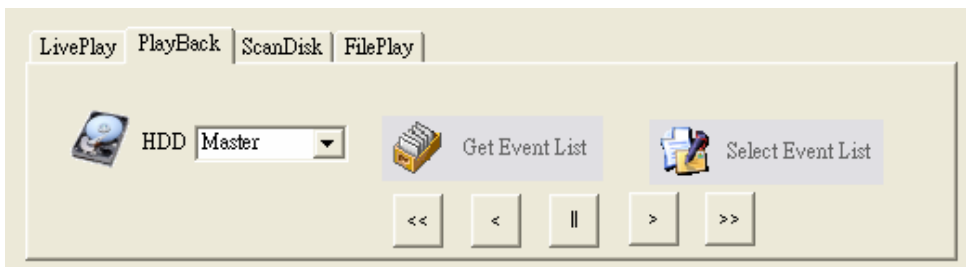 LivePlay PlayBack ScanDisk FilePlay
HDD Master Get Event List Select Event List
<< < || > >>